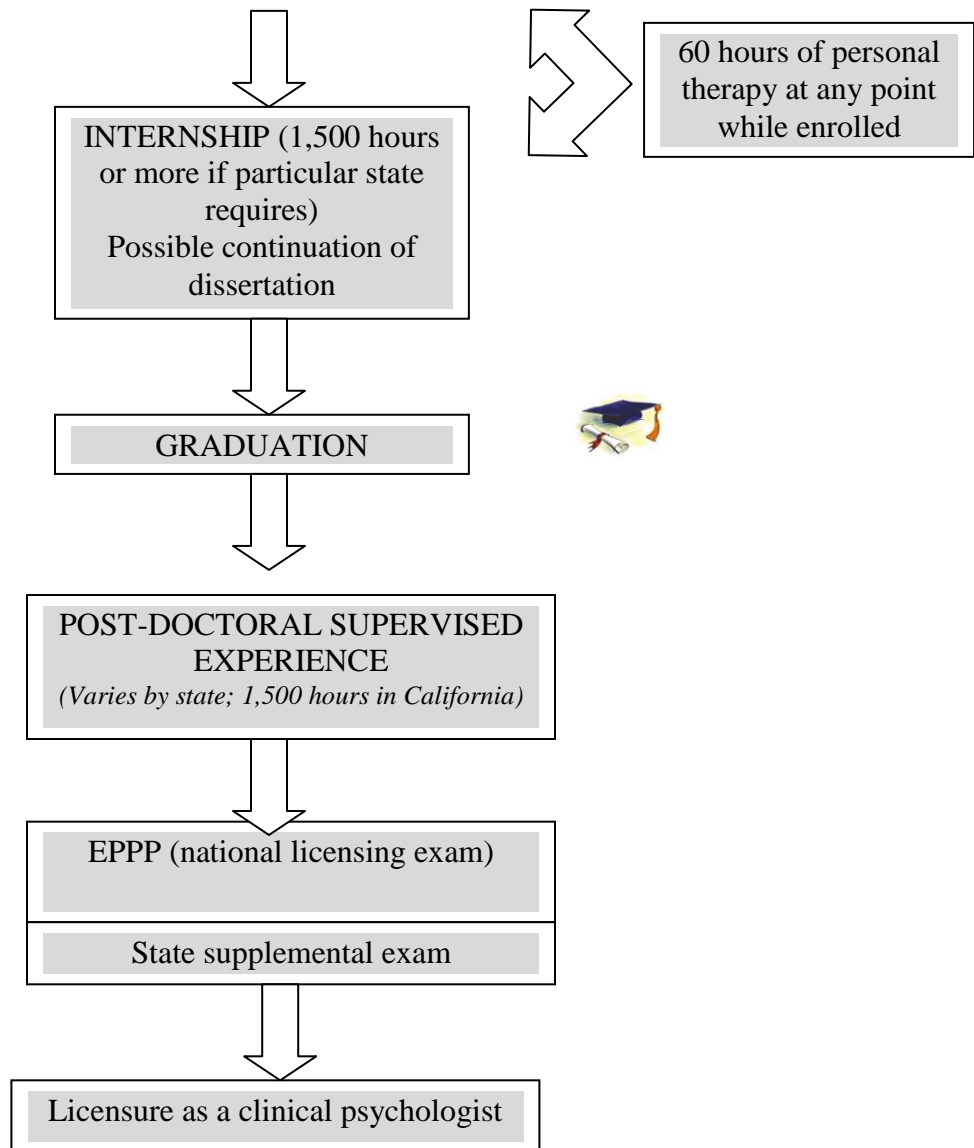 60 hours of personal
therapy at any point
while enrolled
INTERNSHIP (1,500 hours
or more if particular state
requires)
Possible continuation of
dissertation
GRADUATION
POST-DOCTORAL SUPERVISED
EXPERIENCE
(Varies by state; 1,500 hours in California)
EPPP (national licensing exam)
State supplemental exam
Licensure as a clinical psychologist